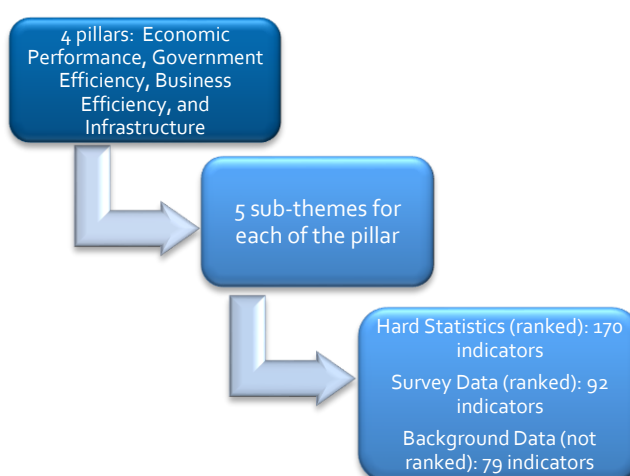 4 pillars: Economic
Performance, Government
Efficiency, Business
Efficiency, and
Infrastructure
5 sub-themes for
each of the pillar
Hard Statistics (ranked): 170
indicators
Survey Data (ranked): 92
indicators
Background Data (not
ranked): 79 indicators